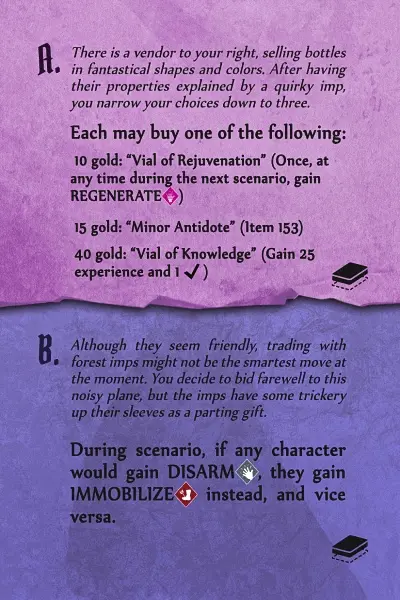 A.
There is a vendor to your right, selling bottles
in fantastical shapes and colors. After having
their properties explained by a quirky imp,
you narrow your choices down to three.
Each may buy one of the following:
10 gold: “Vial of Rejuvenation” (Once, at
any time during the next scenario, gain
REGENERATE)
15 gold: “Minor Antidote” (Item 153)
40 gold: “Vial of Knowledge” (Gain 25
experience and 1 ✓)
B.
Although they seem friendly, trading with
forest imps might not be the smartest move at
the moment. You decide to bid farewell to this
noisy plane, but the imps have some trickery
up their sleeves as a parting gift.
During scenario, if any character
would gain DISARM, they gain
IMMOBILIZE instead, and vice
versa.